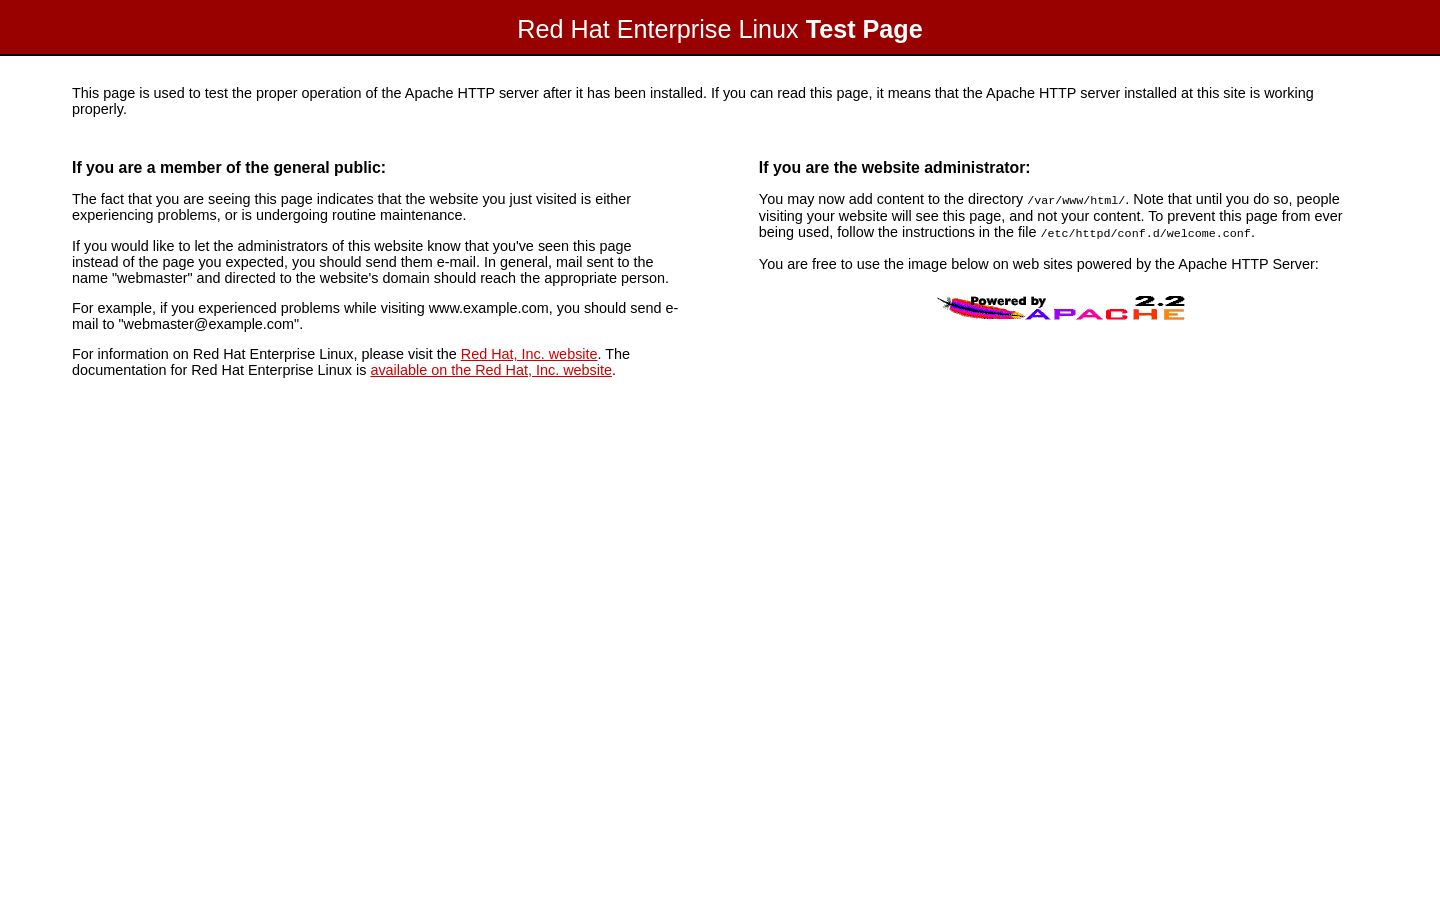 Red Hat Enterprise Linux Test Page
This page is used to test the proper operation of the Apache HTTP server after it has been installed. If you can read this page, it means that the Apache HTTP server installed at this site is working
properly.
If you are a member of the general public:
The fact that you are seeing this page indicates that the website you just visited is either
experiencing problems, or is undergoing routine maintenance.
If you would like to let the administrators of this website know that you've seen this page
instead of the page you expected, you should send them e-mail. In general, mail sent to the
name "webmaster" and directed to the website's domain should reach the appropriate person.
For example, if you experienced problems while visiting www.example.com, you should send e-
mail to "webmaster@example.com".
For information on Red Hat Enterprise Linux, please visit the Red Hat, Inc. website. The
documentation for Red Hat Enterprise Linux is available on the Red Hat, Inc. website.
If you are the website administrator:
You may now add content to the directory /var/www/html/. Note that until you do so, people
visiting your website will see this page, and not your content. To prevent this page from ever
being used, follow the instructions in the file /etc/httpd/conf.d/welcome.conf.
You are free to use the image below on web sites powered by the Apache HTTP Server:
Powered by 2.2
APACHE